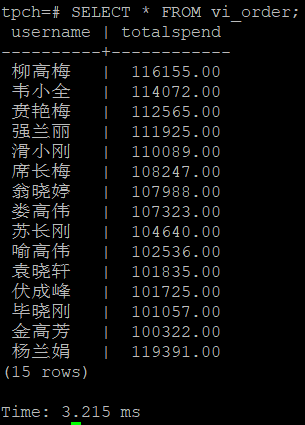 tpch=# SELECT * FROM vi_order;
username | totalspend
----------+------------
柳高梅 | 116155.00
韦小全 | 114072.00
贲艳梅 | 112565.00
强兰丽 | 111925.00
滑小刚 | 110089.00
席长梅 | 108247.00
翁晓婷 | 107988.00
娄高伟 | 107323.00
苏长刚 | 104640.00
喻高伟 | 102536.00
袁晓轩 | 101835.00
伏成峰 | 101725.00
毕晓刚 | 101057.00
金高芳 | 100322.00
杨兰娟 | 119391.00
(15 rows)
Time: 3.215 ms